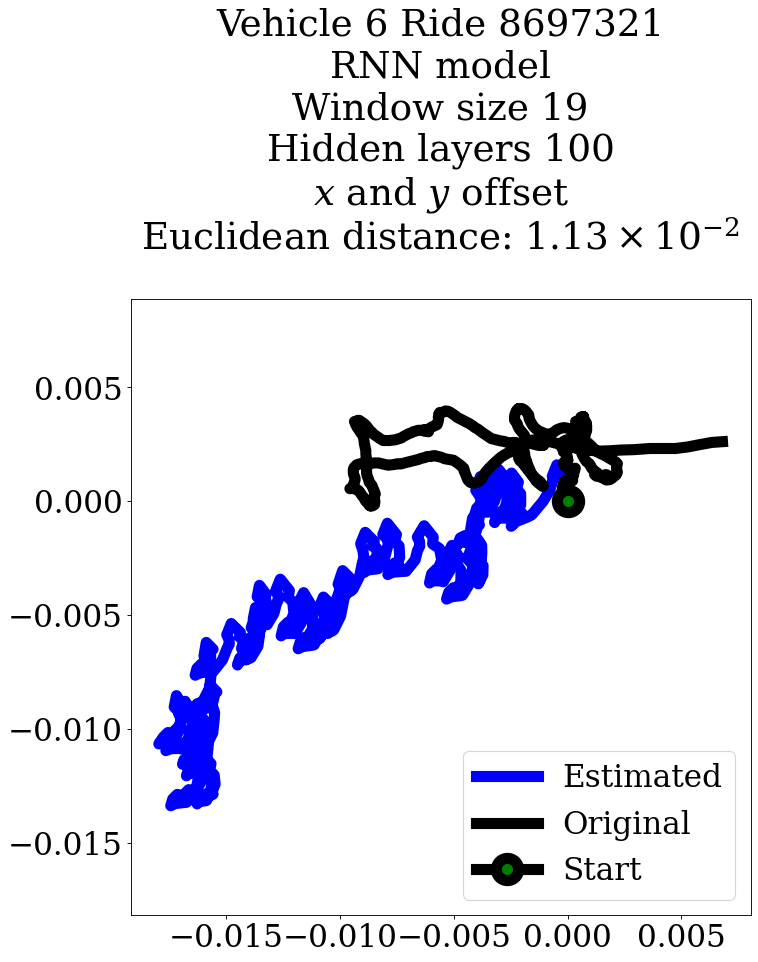 Vehicle 6 Ride 8697321
RNN model
Window size 19
Hidden layers 100
x and y offset
Euclidean distance: 1.13 × 10⁻²
0.005
0.000
−0.005
−0.010
−0.015
Estimated
Original
Start
−0.015 −0.010 −0.005 0.000 0.005